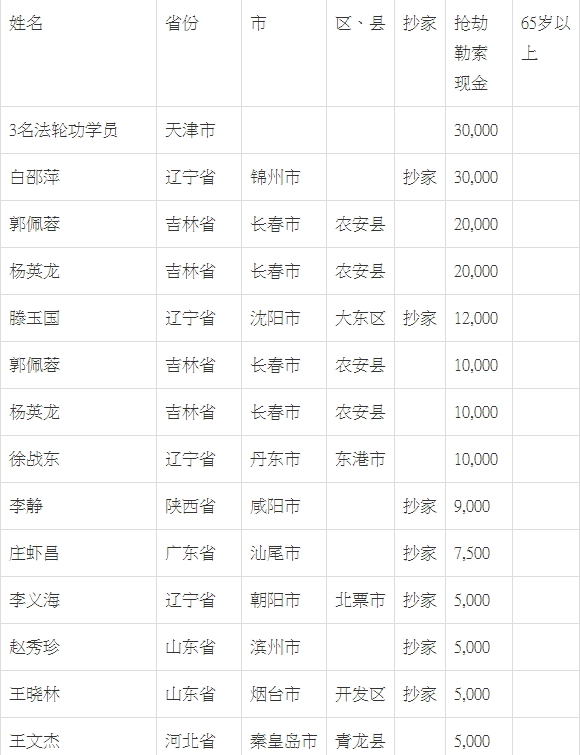 姓名 省份 市 区、县 抄家 抢劫 65岁以
勒索 上
现金
3名法轮功学员 天津市 30,000
白邵萍 辽宁省 锦州市 抄家 30,000
郭佩蓉 吉林省 长春市 农安县 20,000
杨英龙 吉林省 长春市 农安县 20,000
滕玉国 辽宁省 沈阳市 大东区 抄家 12,000
郭佩蓉 吉林省 长春市 农安县 10,000
杨英龙 吉林省 长春市 农安县 10,000
徐战东 辽宁省 丹东市 东港市 10,000
李静 陕西省 咸阳市 抄家 9,000
庄虾昌 广东省 汕尾市 抄家 7,500
李义海 辽宁省 朝阳市 北票市 抄家 5,000
赵秀珍 山东省 滨州市 抄家 5,000
王晓林 山东省 烟台市 开发区 抄家 5,000
王文杰 河北省 秦皇岛市 青龙县 5,000